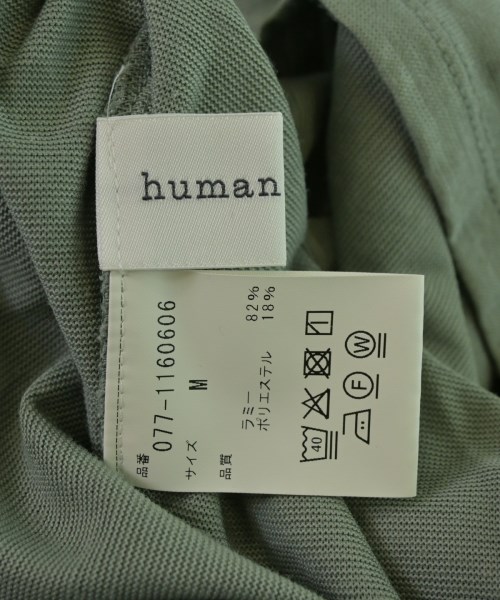 human
品番 077-1160606
サイズ M
品質
ラミー 82%
ポリエステル 18%
40
F W